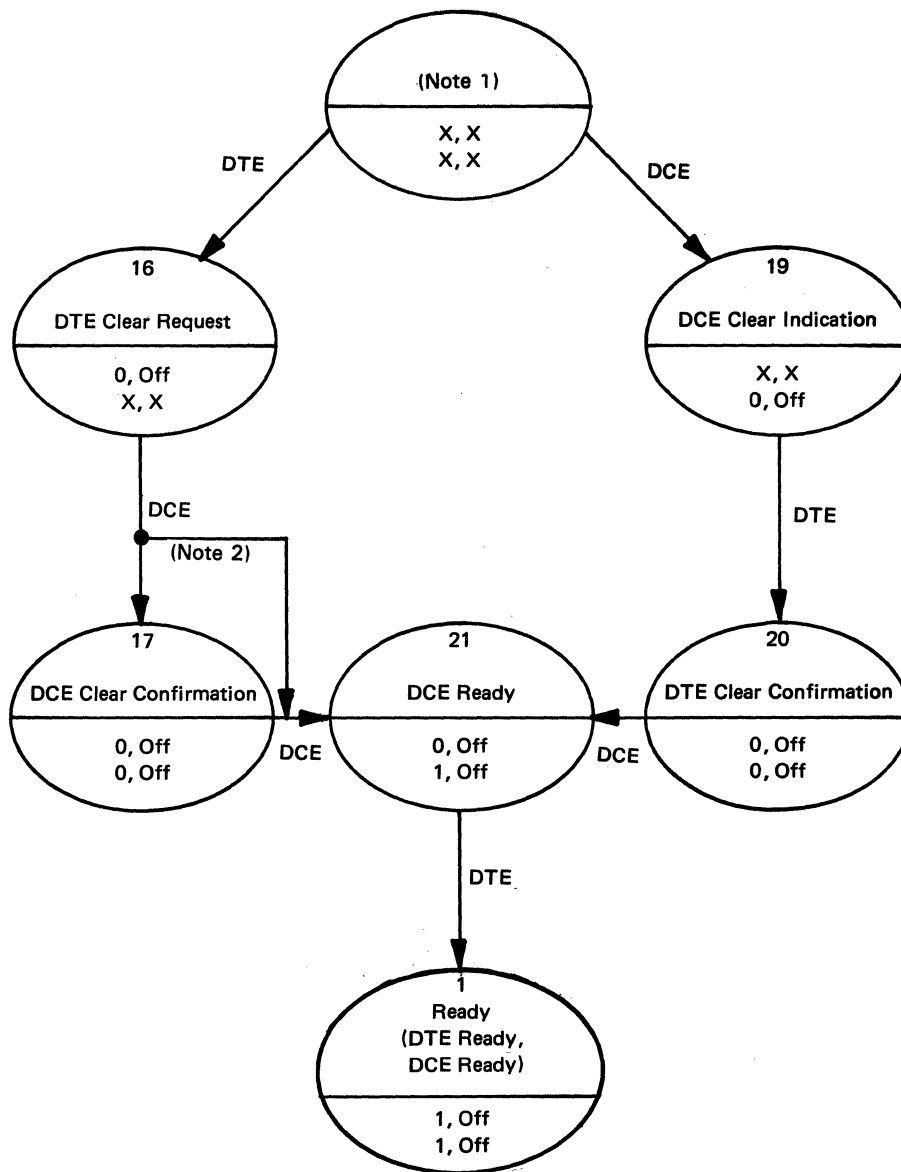 (Note 1)
X, X
X, X
DTE
DCE
16
DTE Clear Request
0, Off
X, X
19
DCE Clear Indication
X, X
0, Off
DCE
(Note 2)
DTE
17
DCE Clear Confirmation
0, Off
0, Off
DCE
21
DCE Ready
0, Off
1, Off
DCE
20
DTE Clear Confirmation
0, Off
0, Off
DTE
1
Ready
(DTE Ready,
DCE Ready)
1, Off
1, Off